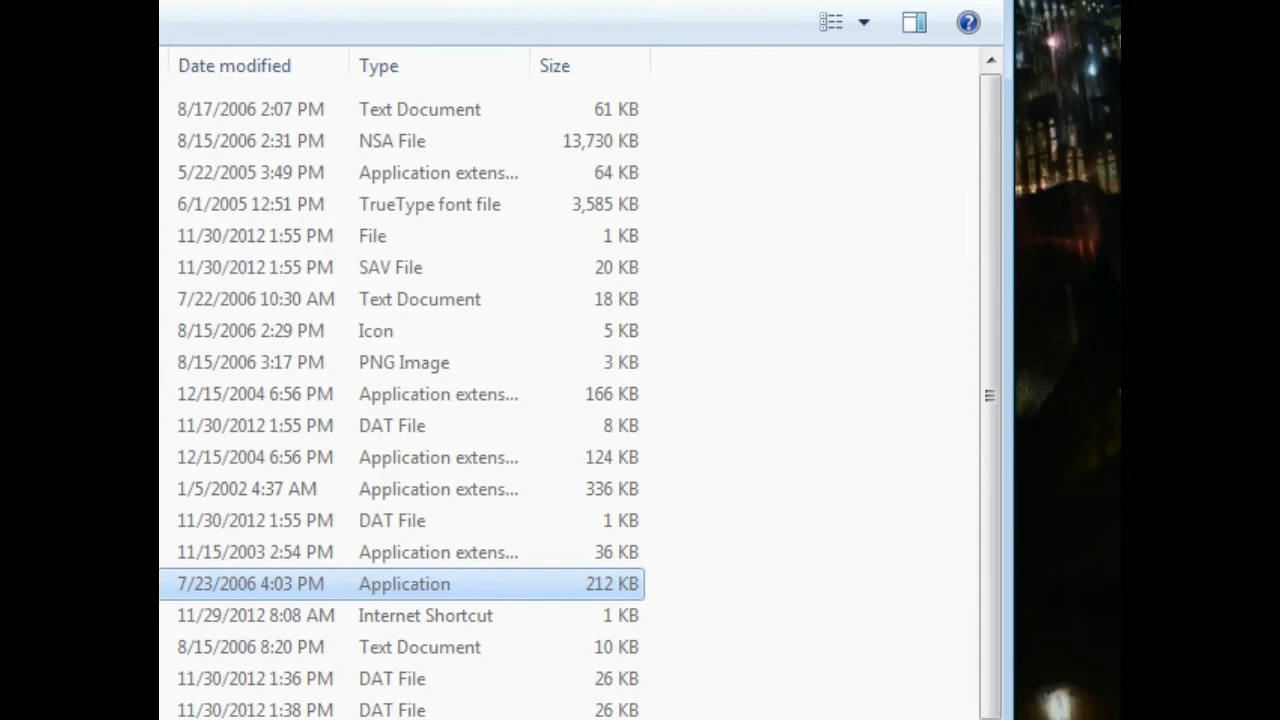 Date modified Type Size
8/17/2006 2:07 PM Text Document 61 KB
8/15/2006 2:31 PM NSA File 13,730 KB
5/22/2005 3:49 PM Application extens... 64 KB
6/1/2005 12:51 PM TrueType font file 3,585 KB
11/30/2012 1:55 PM File 1 KB
11/30/2012 1:55 PM SAV File 20 KB
7/22/2006 10:30 AM Text Document 18 KB
8/15/2006 2:29 PM Icon 5 KB
8/15/2006 3:17 PM PNG Image 3 KB
12/15/2004 6:56 PM Application extens... 166 KB
11/30/2012 1:55 PM DAT File 8 KB
12/15/2004 6:56 PM Application extens... 124 KB
1/5/2002 4:37 AM Application extens... 336 KB
11/30/2012 1:55 PM DAT File 1 KB
11/15/2003 2:54 PM Application extens... 36 KB
7/23/2006 4:03 PM Application 212 KB
11/29/2012 8:08 AM Internet Shortcut 1 KB
8/15/2006 8:20 PM Text Document 10 KB
11/30/2012 1:36 PM DAT File 26 KB
11/30/2012 1:38 PM DAT File 26 KB